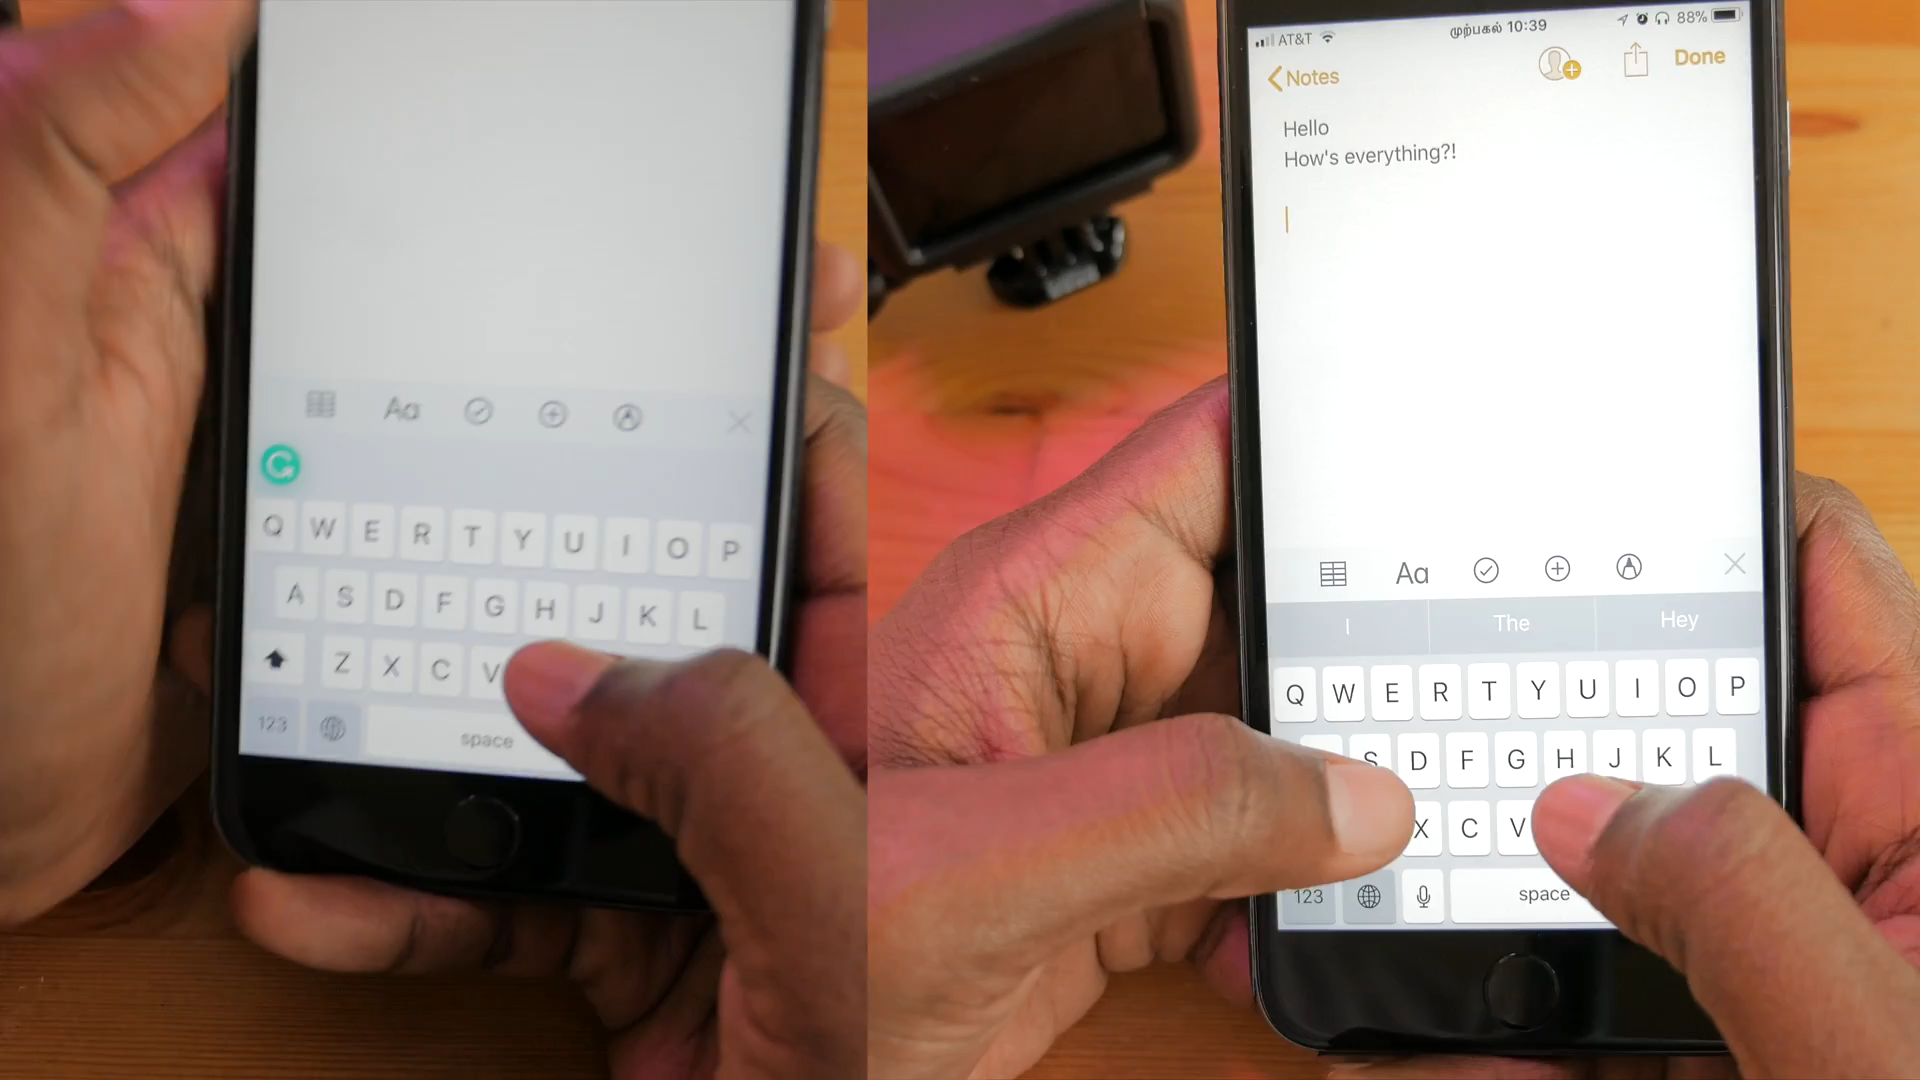 Aa
Q W E R T Y U I O P
A S D F G H J K L
Z X C V
123 space
AT&T முற்பகல் 10:39 88%
Notes Done
Hello
How's everything?!
Aa
I The Hey
Q W E R T Y U I O P
S D F G H J K L
X C V
123 space